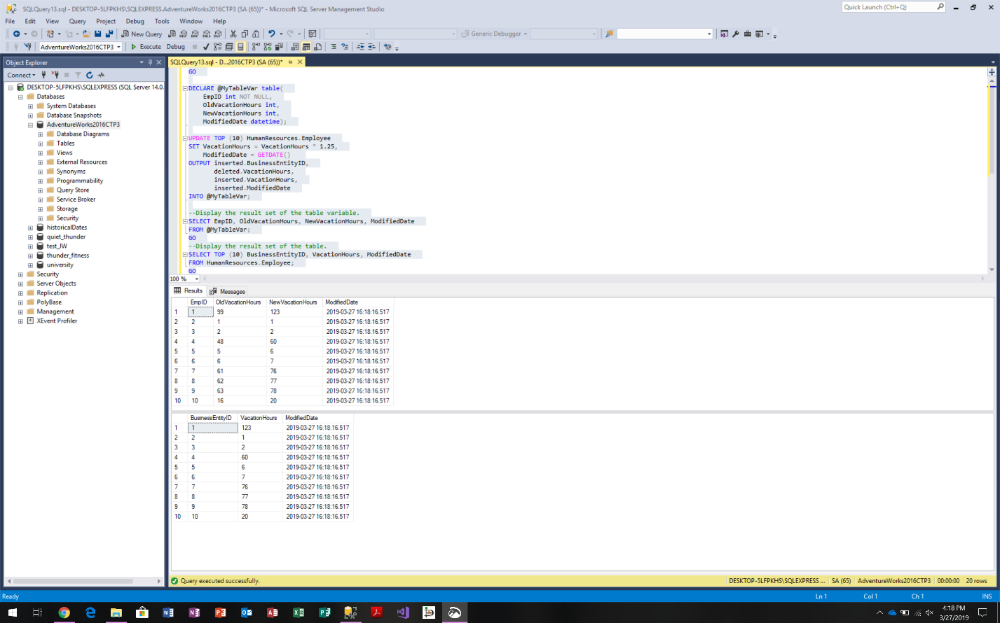 SQLQuery13.sql - DESKTOP-5LFPKHS\SQLEXPRESS.AdventureWorks2016CTP3 (SA (65))* - Microsoft SQL Server Management Studio
Quick Launch (Ctrl+Q)
File Edit View Query Project Debug Tools Window Help
New Query
Generic Debugger
AdventureWorks2016CTP3 Execute Debug
Object Explorer
Connect
DESKTOP-5LFPKHS\SQLEXPRESS (SQL Server 14.0.
Databases
System Databases
Database Snapshots
AdventureWorks2016CTP3
Database Diagrams
Tables
Views
External Resources
Synonyms
Programmability
Query Store
Service Broker
Storage
Security
historicalDates
quiet_thunder
test_JW
thunder_fitness
university
Security
Server Objects
Replication
PolyBase
Management
XEvent Profiler
SQLQuery13.sql - D...2016CTP3 (SA (65))*
GO
DECLARE @MyTableVar table(
EmpID int NOT NULL,
OldVacationHours int,
NewVacationHours int,
ModifiedDate datetime);
UPDATE TOP (10) HumanResources.Employee
SET VacationHours = VacationHours * 1.25,
ModifiedDate = GETDATE()
OUTPUT inserted.BusinessEntityID,
deleted.VacationHours,
inserted.VacationHours,
inserted.ModifiedDate
INTO @MyTableVar;
--Display the result set of the table variable.
SELECT EmpID, OldVacationHours, NewVacationHours, ModifiedDate
FROM @MyTableVar;
GO
--Display the result set of the table.
SELECT TOP (10) BusinessEntityID, VacationHours, ModifiedDate
FROM HumanResources.Employee;
GO
100 %
Results Messages
EmpID OldVacationHours NewVacationHours ModifiedDate
1 1 99 123 2019-03-27 16:18:16.517
2 2 1 1 2019-03-27 16:18:16.517
3 3 2 2 2019-03-27 16:18:16.517
4 4 48 60 2019-03-27 16:18:16.517
5 5 5 6 2019-03-27 16:18:16.517
6 6 6 7 2019-03-27 16:18:16.517
7 7 61 76 2019-03-27 16:18:16.517
8 8 62 77 2019-03-27 16:18:16.517
9 9 63 78 2019-03-27 16:18:16.517
10 10 16 20 2019-03-27 16:18:16.517
BusinessEntityID VacationHours ModifiedDate
1 1 123 2019-03-27 16:18:16.517
2 2 1 2019-03-27 16:18:16.517
3 3 2 2019-03-27 16:18:16.517
4 4 60 2019-03-27 16:18:16.517
5 5 6 2019-03-27 16:18:16.517
6 6 7 2019-03-27 16:18:16.517
7 7 76 2019-03-27 16:18:16.517
8 8 77 2019-03-27 16:18:16.517
9 9 78 2019-03-27 16:18:16.517
10 10 20 2019-03-27 16:18:16.517
Query executed successfully. DESKTOP-5LFPKHS\SQLEXPRESS ... SA (65) AdventureWorks2016CTP3 00:00:00 20 rows
Ready Ln 1 Col 1 Ch 1 INS
4:18 PM
3/27/2019